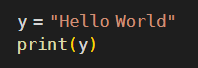 y = "Hello World"
print(y)